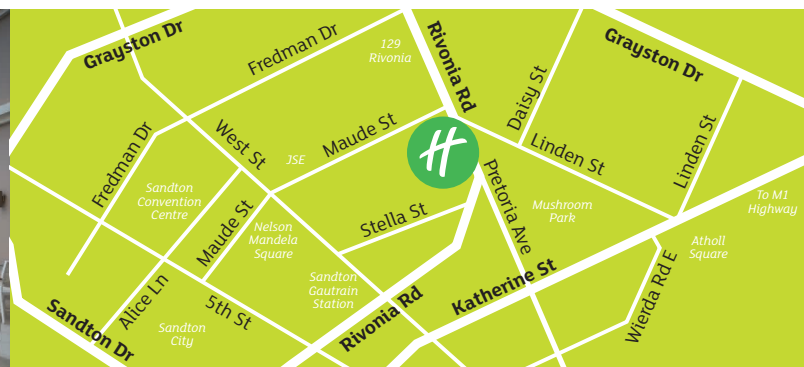 Grayston Dr
Fredman Dr
129
Rivonia
Rivonia Rd
Grayston Dr
Daisy St
Linden St
Linden St
Maude St
West St
JSE
Fredman Dr
Sandton
Convention
Centre
Maude St
Nelson
Mandela
Square
Stella St
H
Pretoria Ave
Mushroom
Park
To M1
Highway
Atholl
Square
Wierda Rd E
Katherine St
Sandton
Gautrain
Station
Rivonia Rd
5th St
Alice Ln
Sandton
City
Sandton Dr